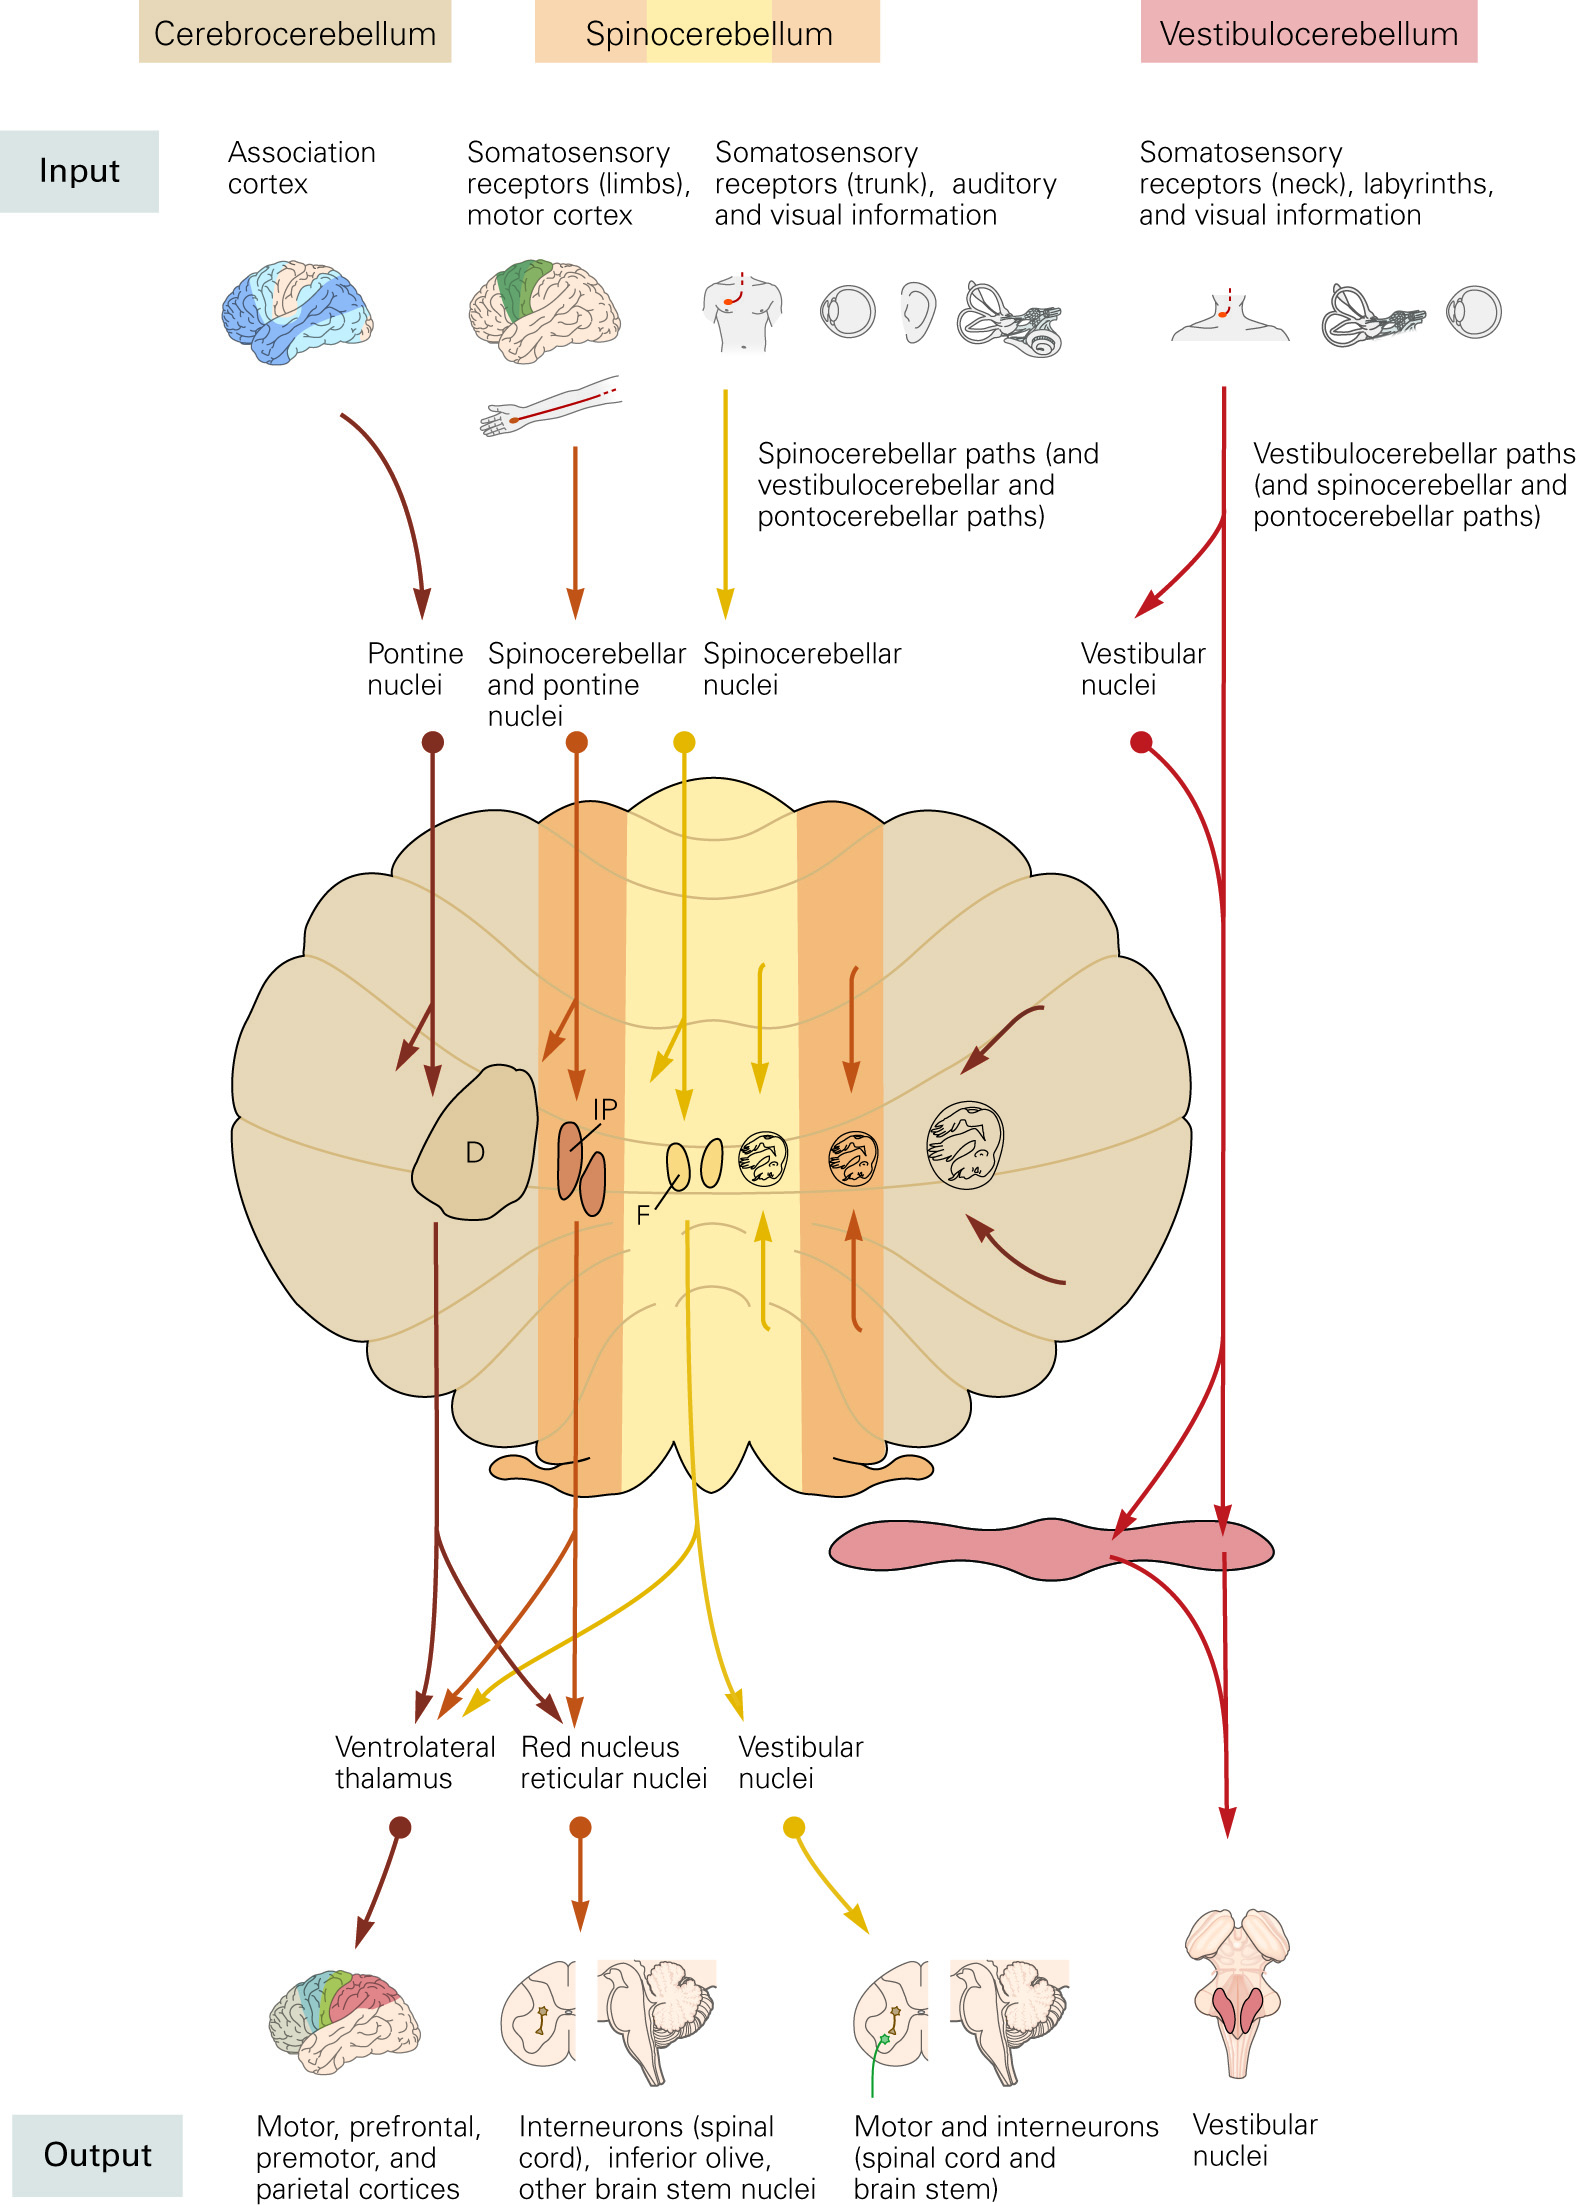 Cerebrocerebellum
Spinocerebellum
Vestibulocerebellum
Input
Association
cortex
Somatosensory
receptors (limbs),
motor cortex
Somatosensory
receptors (trunk), auditory
and visual information
Somatosensory
receptors (neck), labyrinths,
and visual information
Spinocerebellar paths (and
vestibulocerebellar and
pontocerebellar paths)
Vestibulocerebellar paths
(and spinocerebellar and
pontocerebellar paths)
Pontine
nuclei
Spinocerebellar
and pontine
nuclei
Spinocerebellar
nuclei
Vestibular
nuclei
IP
D
F
Ventrolateral
thalamus
Red nucleus
reticular nuclei
Vestibular
nuclei
Output
Motor, prefrontal,
premotor, and
parietal cortices
Interneurons (spinal
cord), inferior olive,
other brain stem nuclei
Motor and interneurons
(spinal cord and
brain stem)
Vestibular
nuclei